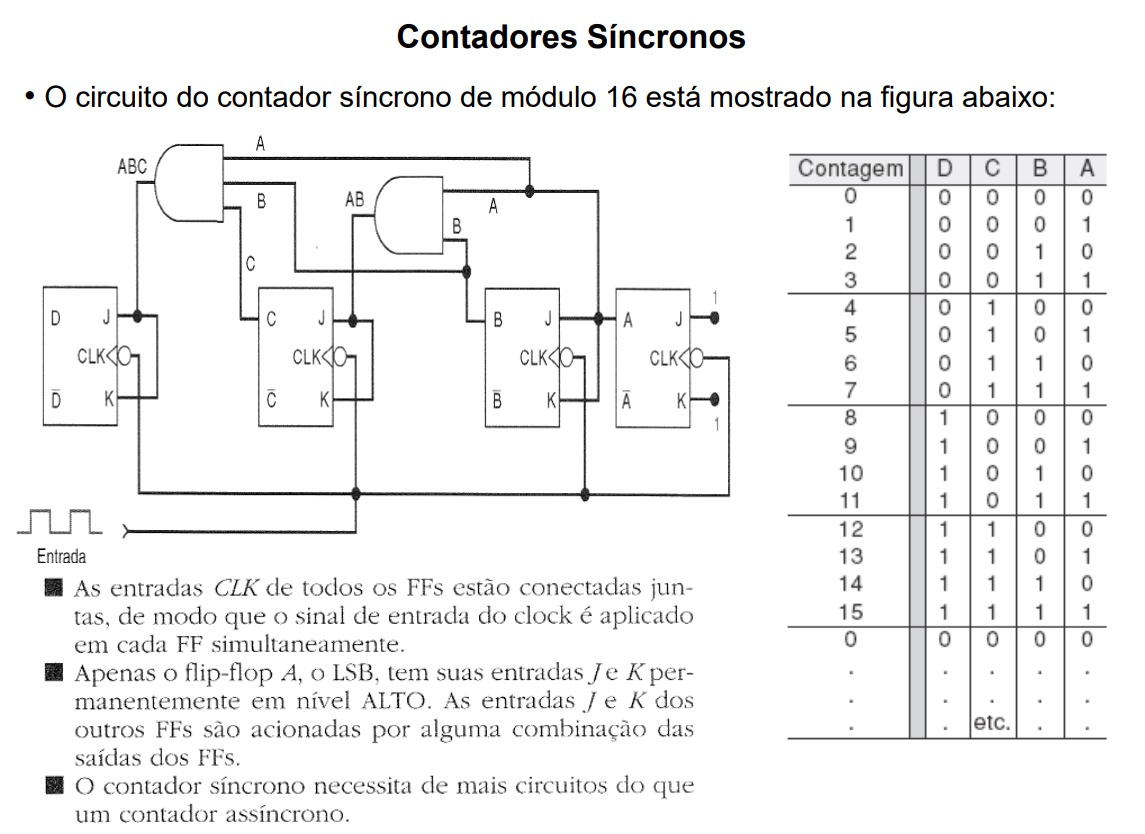 Contadores Síncronos
• O circuito do contador síncrono de módulo 16 está mostrado na figura abaixo:
A
ABC
B
AB
A
B
C
D J
CLK
D̅ K
C J
CLK
C̅ K
B J
CLK
B̅ K
A J 1
CLK
A̅ K 1
Entrada
Contagem D C B A
0 0 0 0 0
1 0 0 0 1
2 0 0 1 0
3 0 0 1 1
4 0 1 0 0
5 0 1 0 1
6 0 1 1 0
7 0 1 1 1
8 1 0 0 0
9 1 0 0 1
10 1 0 1 0
11 1 0 1 1
12 1 1 0 0
13 1 1 0 1
14 1 1 1 0
15 1 1 1 1
0 0 0 0 0
. . . . .
. . . . .
. . etc. . .
■ As entradas CLK de todos os FFs estão conectadas jun-
tas, de modo que o sinal de entrada do clock é aplicado
em cada FF simultaneamente.
■ Apenas o flip-flop A, o LSB, tem suas entradas J e K per-
manentemente em nível ALTO. As entradas J e K dos
outros FFs são acionadas por alguma combinação das
saídas dos FFs.
■ O contador síncrono necessita de mais circuitos do que
um contador assíncrono.